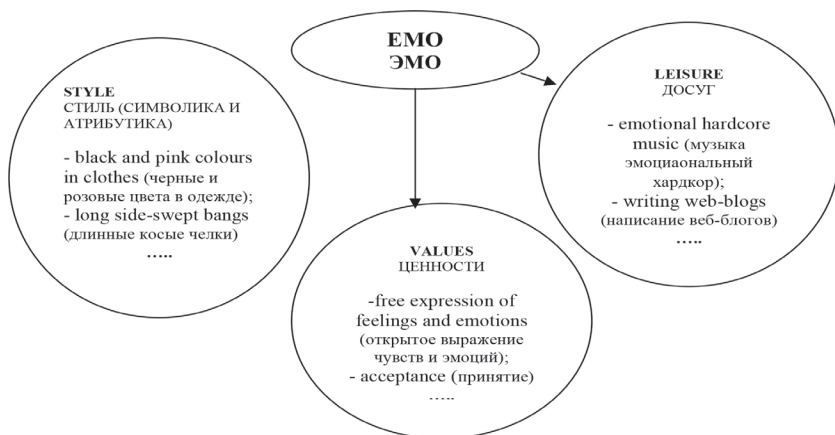 EMO
ЭМО
STYLE
СТИЛЬ (СИМВОЛИКА И
АТРИБУТИКА)
- black and pink colours
in clothes (черные и
розовые цвета в одежде);
- long side-swept bangs
(длинные косые челки)
…..
VALUES
ЦЕННОСТИ
-free expression of
feelings and emotions
(открытое выражение
чувств и эмоций);
- acceptance (принятие)
…..
LEISURE
ДОСУГ
- emotional hardcore
music (музыка
эмоциаональный
хардкор);
- writing web-blogs
(написание веб-блогов)
…..